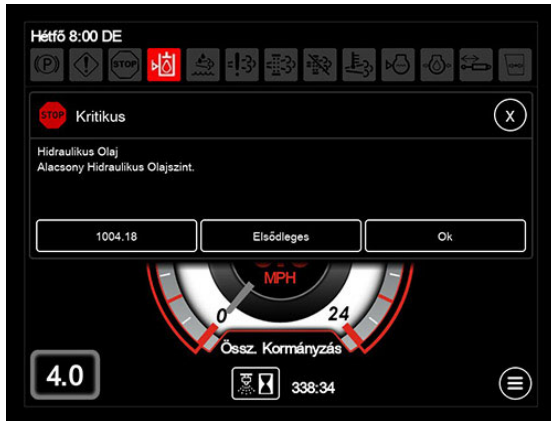 Hétfő 8:00 DE
(P)
STOP
STOP Kritikus X
Hidraulikus Olaj
Alacsony Hidraulikus Olajszint.
1004.18 Elsődleges Ok
MPH
0 24
Össz. Kormányzás
4.0 338:34